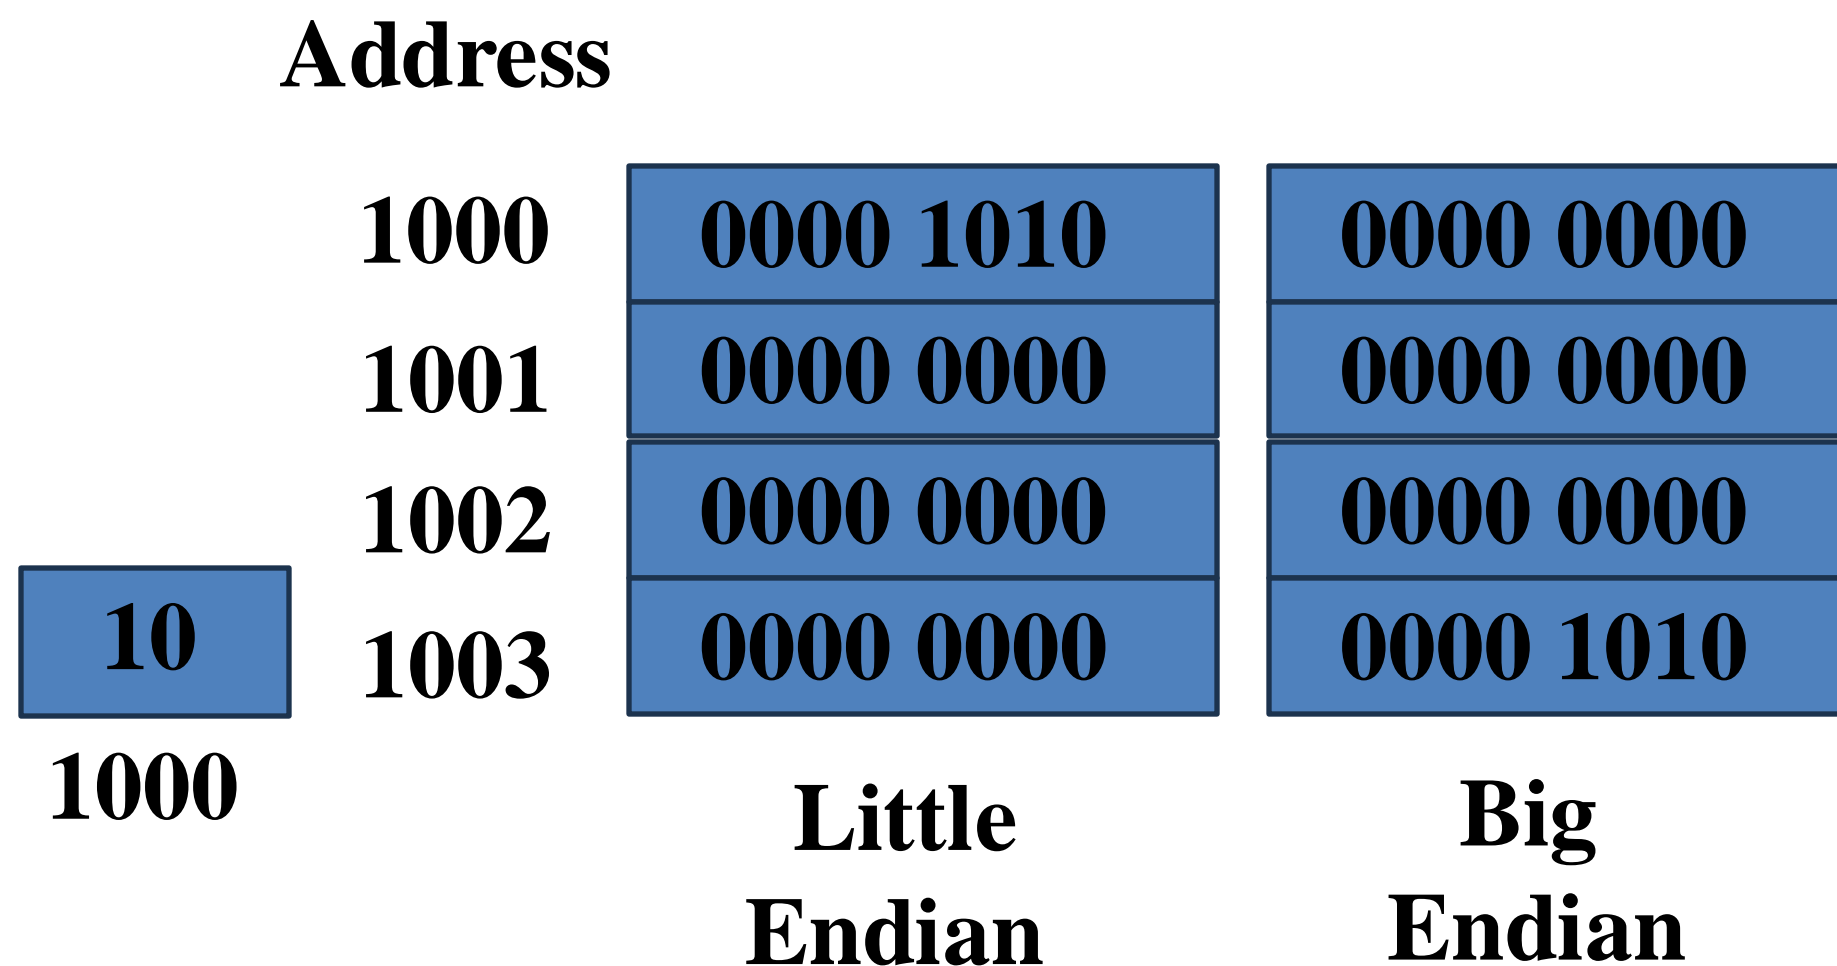 Address
1000 0000 1010 0000 0000
1001 0000 0000 0000 0000
1002 0000 0000 0000 0000
10 1003 0000 0000 0000 1010
1000
Little Big
Endian Endian